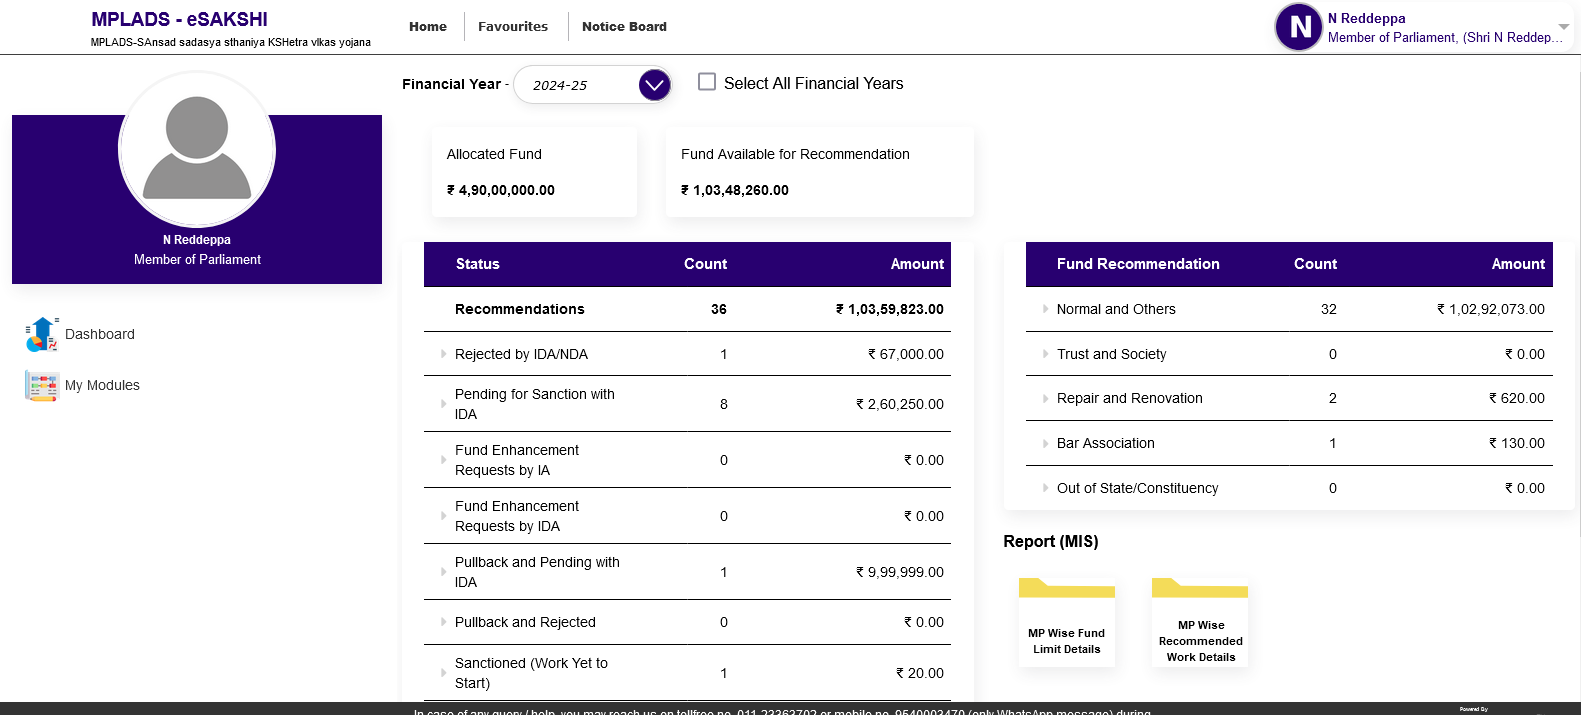 MPLADS - eSAKSHI
MPLADS-SAnsad sadasya sthaniya KSHetra vIkas yojana
Home
Favourites
Notice Board
N
N Reddeppa
Member of Parliament, (Shri N Reddep...
N Reddeppa
Member of Parliament
Dashboard
My Modules
Financial Year - 2024-25
Select All Financial Years
Allocated Fund
₹ 4,90,00,000.00
Fund Available for Recommendation
₹ 1,03,48,260.00
Status Count Amount
Recommendations 36 ₹ 1,03,59,823.00
Rejected by IDA/NDA 1 ₹ 67,000.00
Pending for Sanction with
IDA 8 ₹ 2,60,250.00
Fund Enhancement
Requests by IA 0 ₹ 0.00
Fund Enhancement
Requests by IDA 0 ₹ 0.00
Pullback and Pending with
IDA 1 ₹ 9,99,999.00
Pullback and Rejected 0 ₹ 0.00
Sanctioned (Work Yet to
Start) 1 ₹ 20.00
Fund Recommendation Count Amount
Normal and Others 32 ₹ 1,02,92,073.00
Trust and Society 0 ₹ 0.00
Repair and Renovation 2 ₹ 620.00
Bar Association 1 ₹ 130.00
Out of State/Constituency 0 ₹ 0.00
Report (MIS)
MP Wise Fund
Limit Details
MP Wise
Recommended
Work Details
In case of any query / help, you may reach us on tollfree no. 011-23363702 or mobile no. 9540003470 (only WhatsApp message) during
Powered By